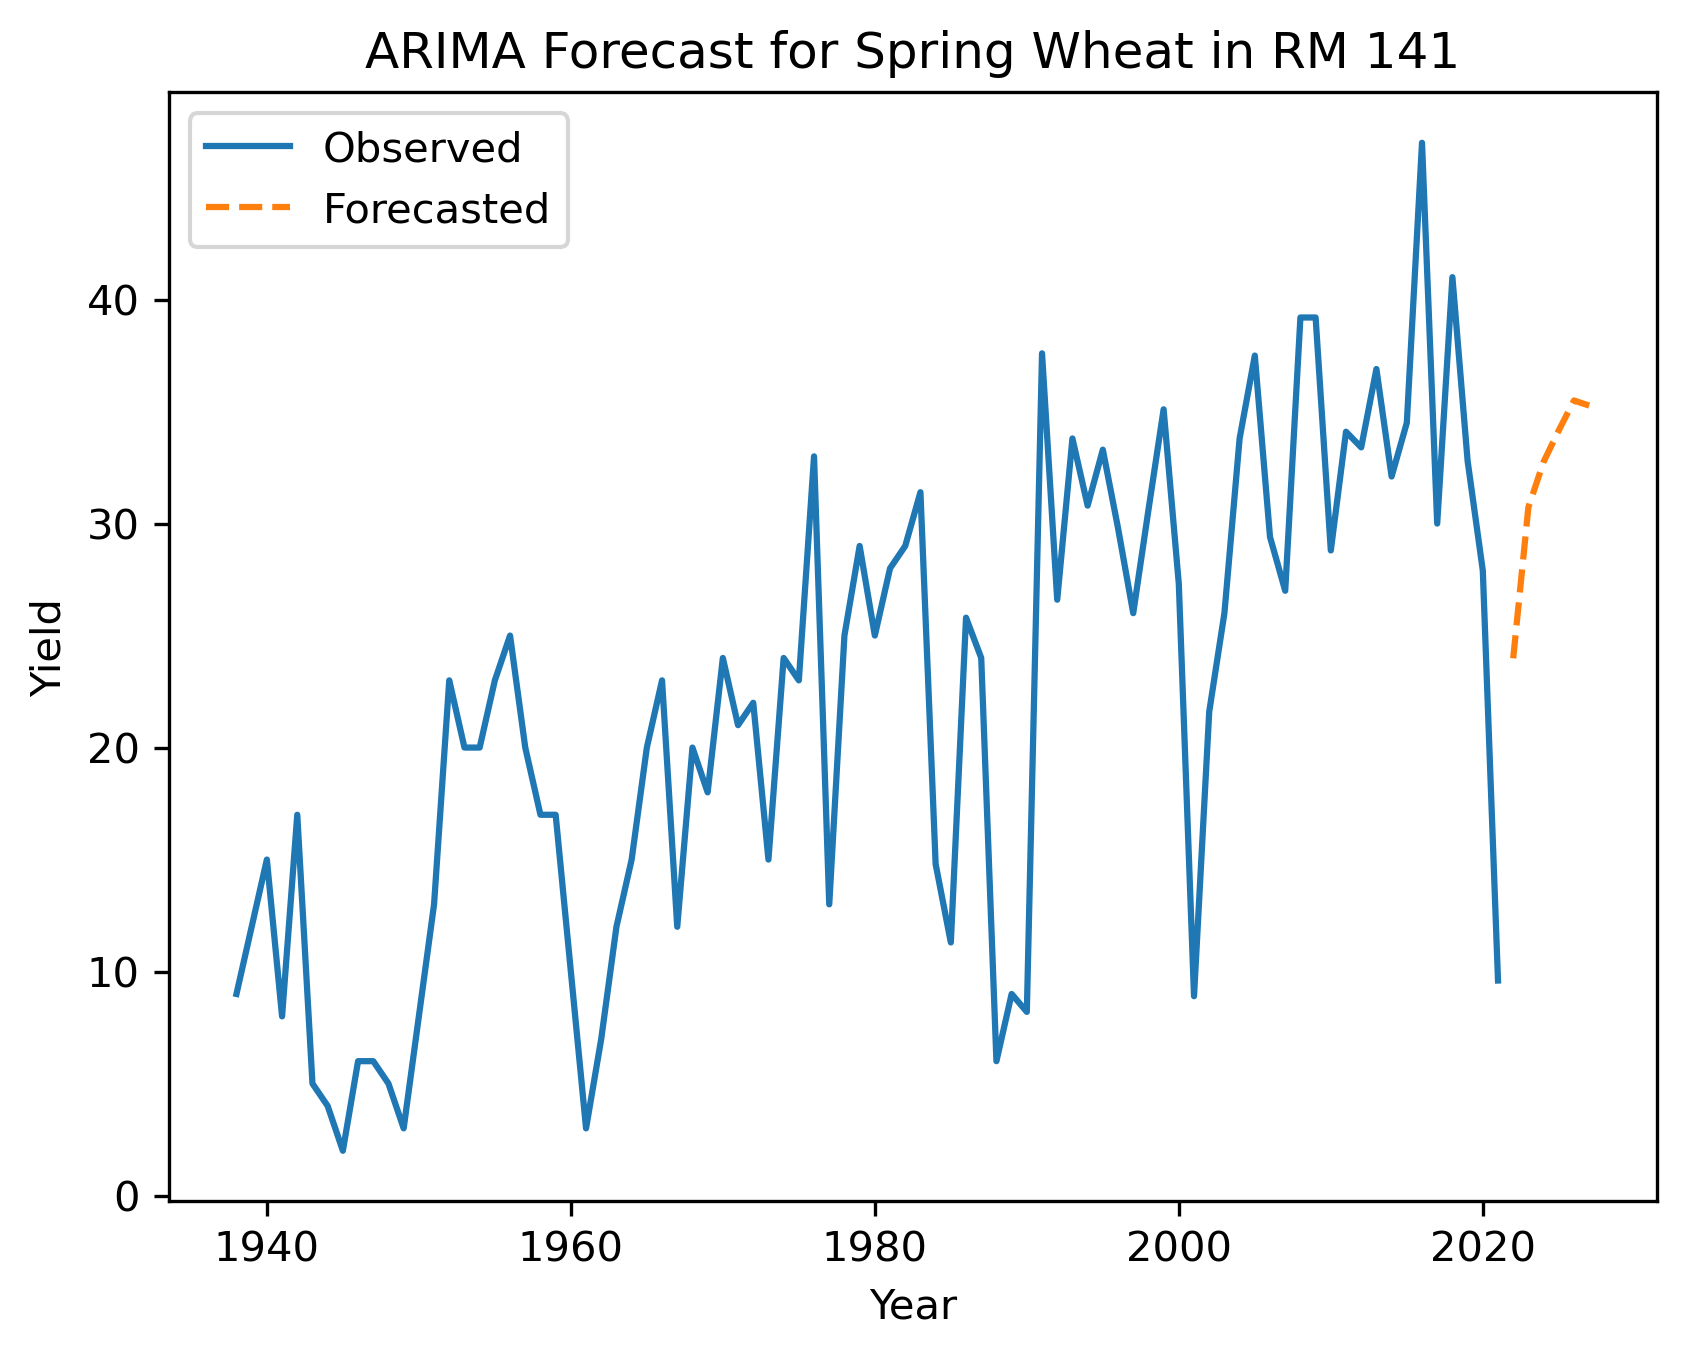 ARIMA Forecast for Spring Wheat in RM 141
Observed
Forecasted
40
30
20
10
0
Yield
1940 1960 1980 2000 2020
Year